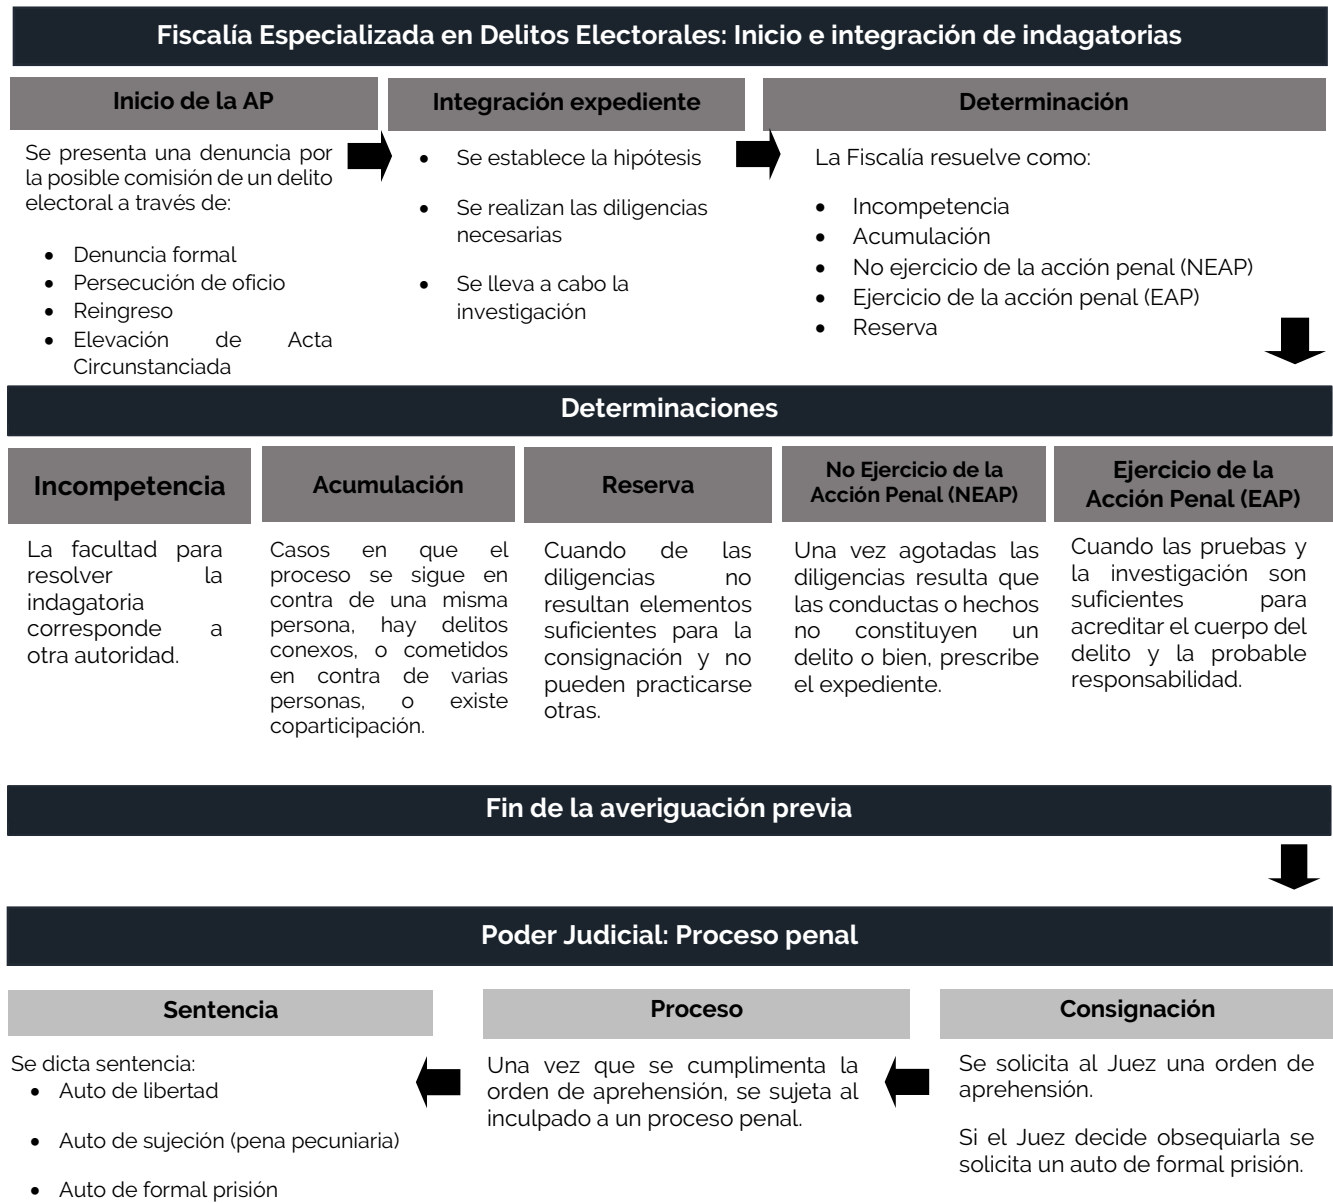 Fiscalía Especializada en Delitos Electorales: Inicio e integración de indagatorias
Inicio de la AP
Se presenta una denuncia por
la posible comisión de un delito
electoral a través de:
• Denuncia formal
• Persecución de oficio
• Reingreso
• Elevación de Acta
Circunstanciada
Integración expediente
• Se establece la hipótesis
• Se realizan las diligencias
necesarias
• Se lleva a cabo la
investigación
Determinación
La Fiscalía resuelve como:
• Incompetencia
• Acumulación
• No ejercicio de la acción penal (NEAP)
• Ejercicio de la acción penal (EAP)
• Reserva
Determinaciones
Incompetencia
La facultad para
resolver la
indagatoria
corresponde a
otra autoridad.
Acumulación
Casos en que el
proceso se sigue en
contra de una misma
persona, hay delitos
conexos, o cometidos
en contra de varias
personas, o existe
coparticipación.
Reserva
Cuando de las
diligencias no
resultan elementos
suficientes para la
consignación y no
pueden practicarse
otras.
No Ejercicio de la
Acción Penal (NEAP)
Una vez agotadas las
diligencias resulta que
las conductas o hechos
no constituyen un
delito o bien, prescribe
el expediente.
Ejercicio de la
Acción Penal (EAP)
Cuando las pruebas y
la investigación son
suficientes para
acreditar el cuerpo del
delito y la probable
responsabilidad.
Fin de la averiguación previa
Poder Judicial: Proceso penal
Sentencia
Se dicta sentencia:
• Auto de libertad
• Auto de sujeción (pena pecuniaria)
• Auto de formal prisión
Proceso
Una vez que se cumplimenta la
orden de aprehensión, se sujeta al
inculpado a un proceso penal.
Consignación
Se solicita al Juez una orden de
aprehensión.
Si el Juez decide obsequiarla se
solicita un auto de formal prisión.